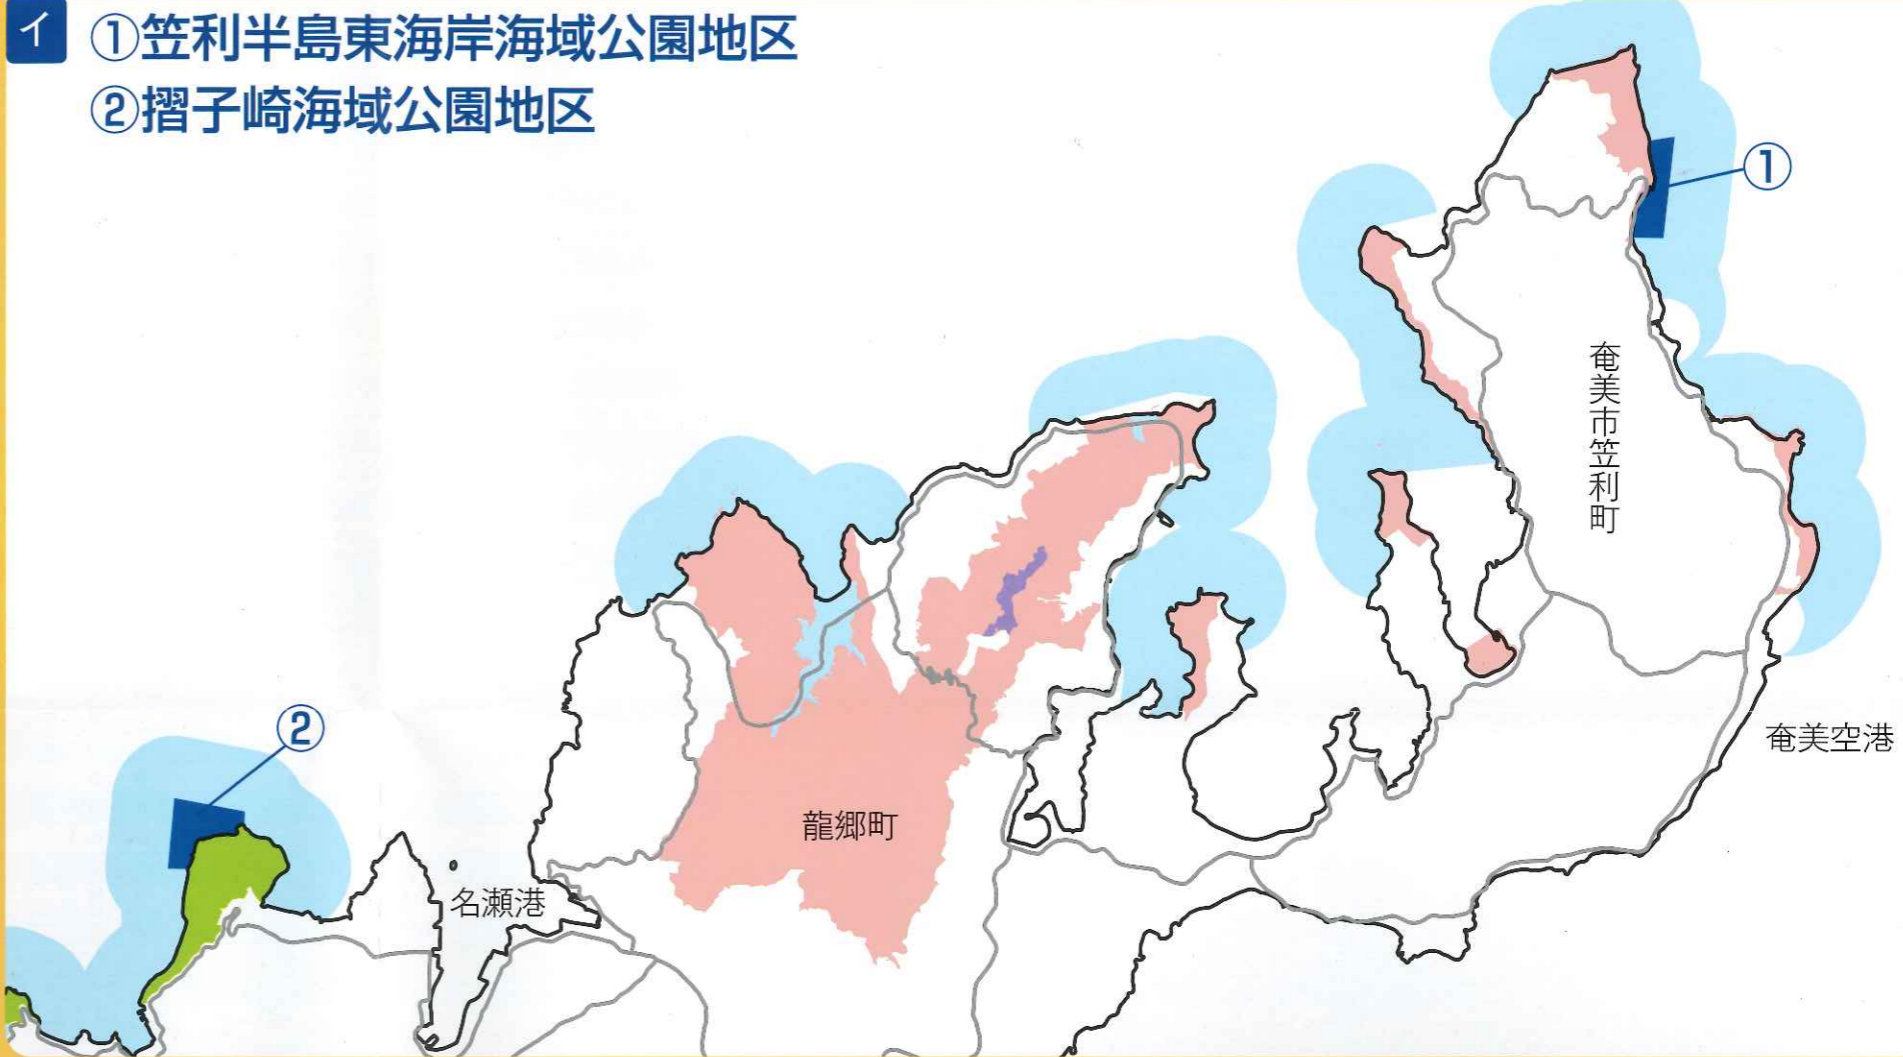 イ ①笠利半島東海岸海域公園地区
②摺子崎海域公園地区
①
奄美市笠利町
②
奄美空港
龍郷町
名瀬港